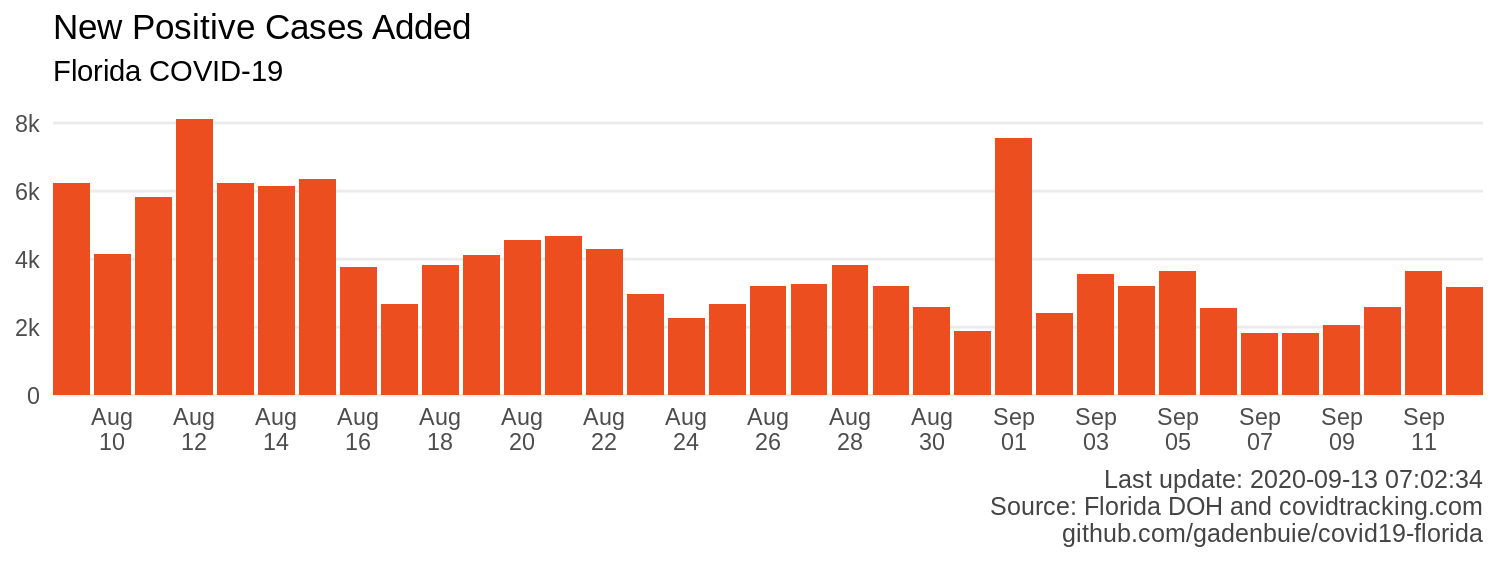 New Positive Cases Added
Florida COVID-19
8k
6k
4k
2k
0
Aug Aug Aug Aug Aug Aug Aug Aug Aug Aug Aug Sep Sep Sep Sep Sep Sep
10 12 14 16 18 20 22 24 26 28 30 01 03 05 07 09 11
Last update: 2020-09-13 07:02:34
Source: Florida DOH and covidtracking.com
github.com/gadenbuie/covid19-florida